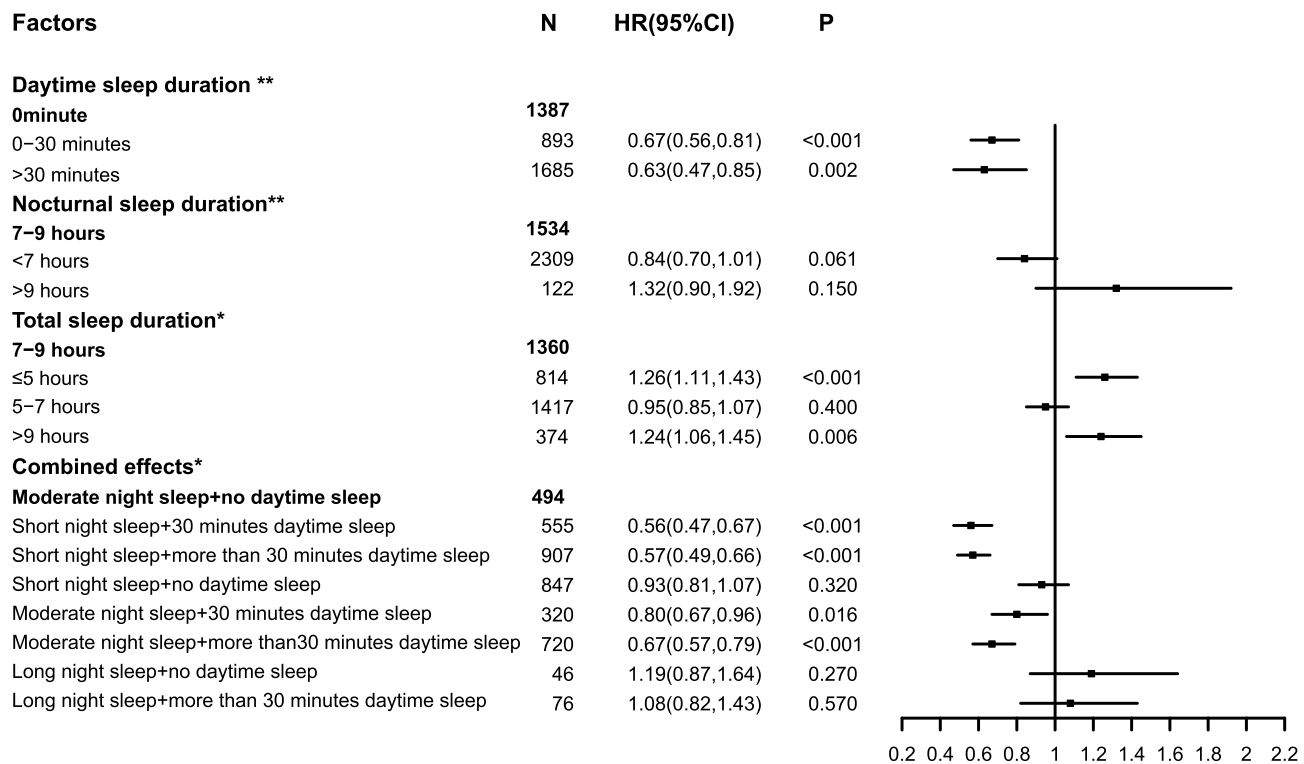 Factors N HR(95%CI) P
Daytime sleep duration **
0minute 1387
0−30 minutes 893 0.67(0.56,0.81) <0.001
>30 minutes 1685 0.63(0.47,0.85) 0.002
Nocturnal sleep duration**
7−9 hours 1534
<7 hours 2309 0.84(0.70,1.01) 0.061
>9 hours 122 1.32(0.90,1.92) 0.150
Total sleep duration*
7−9 hours 1360
≤5 hours 814 1.26(1.11,1.43) <0.001
5−7 hours 1417 0.95(0.85,1.07) 0.400
>9 hours 374 1.24(1.06,1.45) 0.006
Combined effects*
Moderate night sleep+no daytime sleep 494
Short night sleep+30 minutes daytime sleep 555 0.56(0.47,0.67) <0.001
Short night sleep+more than 30 minutes daytime sleep 907 0.57(0.49,0.66) <0.001
Short night sleep+no daytime sleep 847 0.93(0.81,1.07) 0.320
Moderate night sleep+30 minutes daytime sleep 320 0.80(0.67,0.96) 0.016
Moderate night sleep+more than30 minutes daytime sleep 720 0.67(0.57,0.79) <0.001
Long night sleep+no daytime sleep 46 1.19(0.87,1.64) 0.270
Long night sleep+more than 30 minutes daytime sleep 76 1.08(0.82,1.43) 0.570
0.2 0.4 0.6 0.8 1 1.2 1.4 1.6 1.8 2 2.2